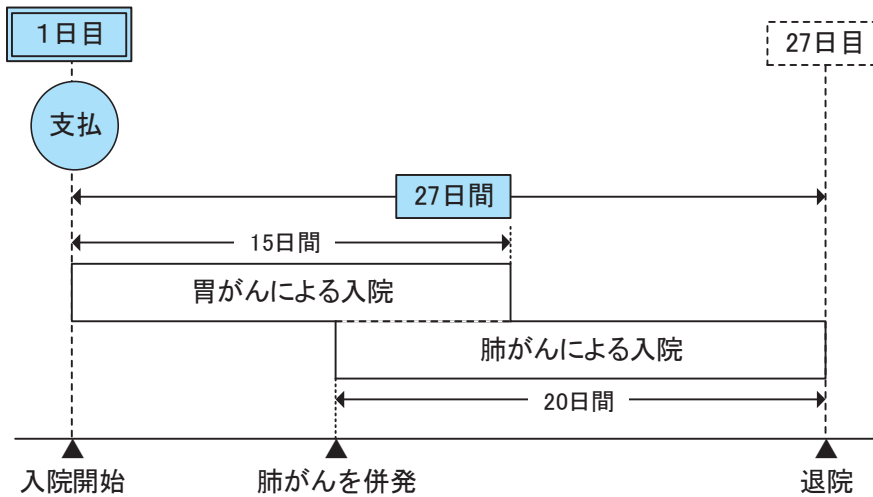 1日目
27日目
支払
27日間
15日間
胃がんによる入院
肺がんによる入院
20日間
入院開始
肺がんを併発
退院